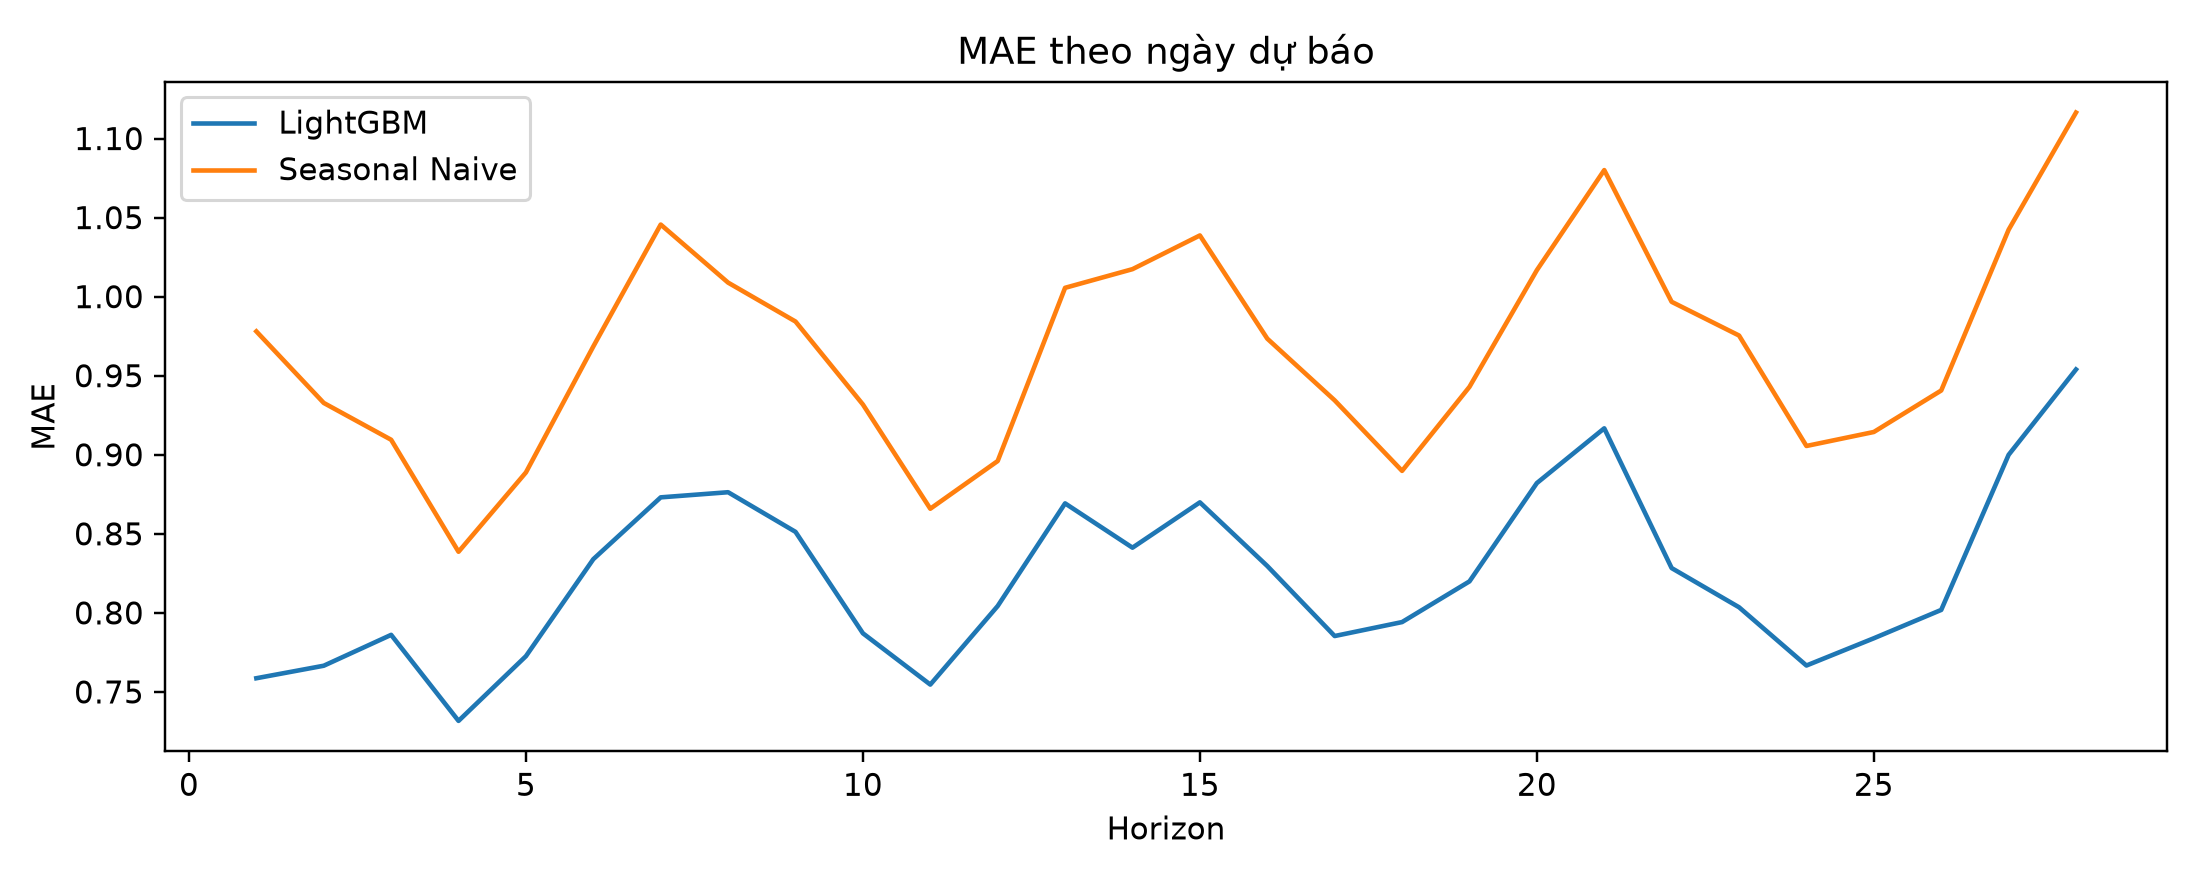 MAE theo ngày dự báo
LightGBM
Seasonal Naive
1.10
1.05
1.00
0.95
0.90
0.85
0.80
0.75
MAE
0 5 10 15 20 25
Horizon